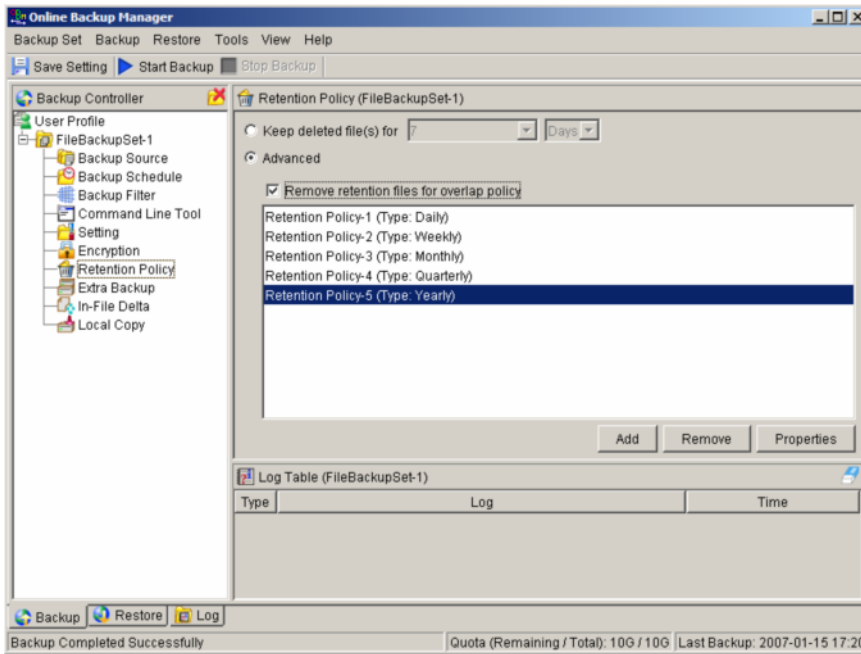 Online Backup Manager
Backup Set Backup Restore Tools View Help
Save Setting Start Backup Stop Backup
Backup Controller
User Profile
FileBackupSet-1
Backup Source
Backup Schedule
Backup Filter
Command Line Tool
Setting
Encryption
Retention Policy
Extra Backup
In-File Delta
Local Copy
Retention Policy (FileBackupSet-1)
Keep deleted file(s) for 7 Days
Advanced
Remove retention files for overlap policy
Retention Policy-1 (Type: Daily)
Retention Policy-2 (Type: Weekly)
Retention Policy-3 (Type: Monthly)
Retention Policy-4 (Type: Quarterly)
Retention Policy-5 (Type: Yearly)
Add Remove Properties
Log Table (FileBackupSet-1)
Type Log Time
Backup Restore Log
Backup Completed Successfully Quota (Remaining / Total): 10G / 10G Last Backup: 2007-01-15 17:20